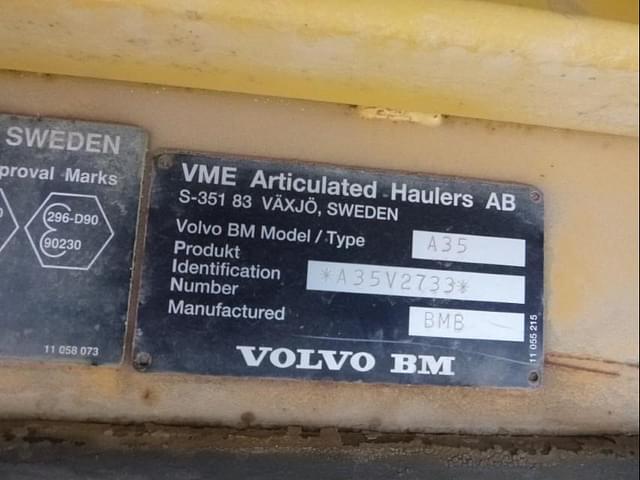 SWEDEN
proval Marks
296-D90
90230
11 058 073
VME Articulated Haulers AB
S-351 83 VÄXJÖ, SWEDEN
Volvo BM Model / Type A35
Produkt
Identification
Number *A35V2733*
Manufactured BMB
VOLVO BM
11 055 215